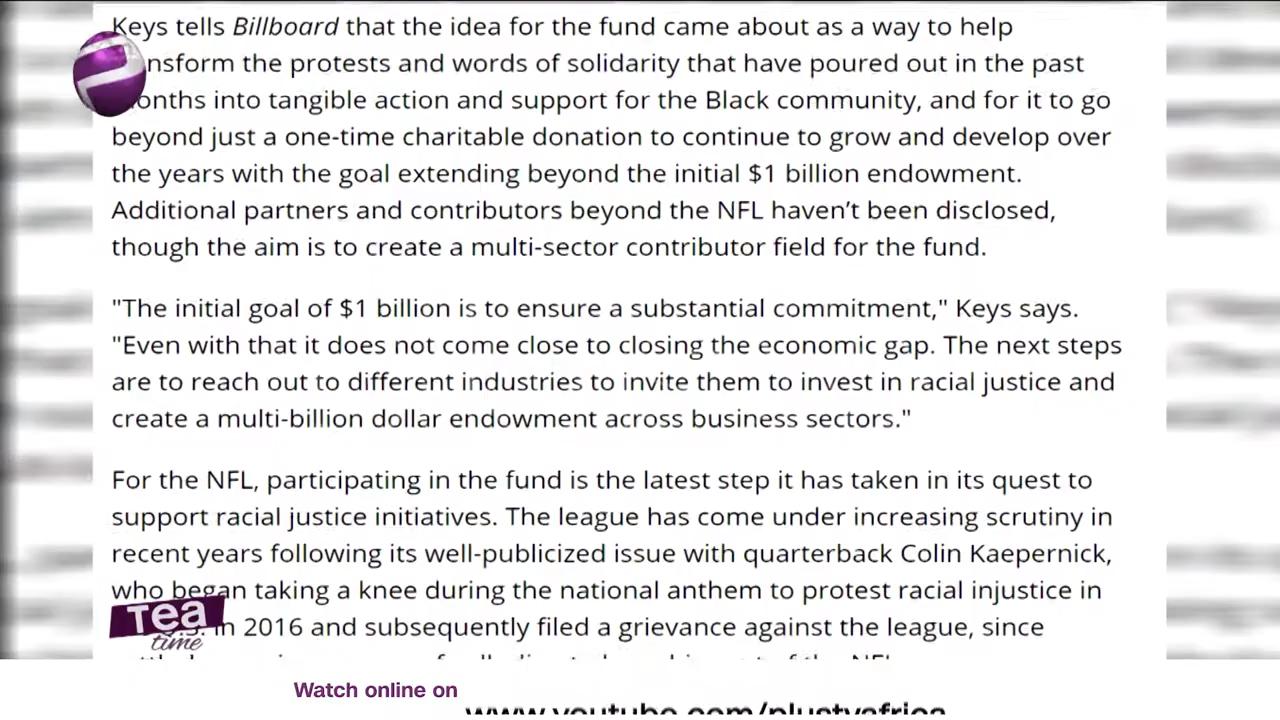 Keys tells Billboard that the idea for the fund came about as a way to help
nsform the protests and words of solidarity that have poured out in the past
onths into tangible action and support for the Black community, and for it to go
beyond just a one-time charitable donation to continue to grow and develop over
the years with the goal extending beyond the initial $1 billion endowment.
Additional partners and contributors beyond the NFL haven’t been disclosed,
though the aim is to create a multi-sector contributor field for the fund.
"The initial goal of $1 billion is to ensure a substantial commitment," Keys says.
"Even with that it does not come close to closing the economic gap. The next steps
are to reach out to different industries to invite them to invest in racial justice and
create a multi-billion dollar endowment across business sectors."
For the NFL, participating in the fund is the latest step it has taken in its quest to
support racial justice initiatives. The league has come under increasing scrutiny in
recent years following its well-publicized issue with quarterback Colin Kaepernick,
who began taking a knee during the national anthem to protest racial injustice in
in 2016 and subsequently filed a grievance against the league, since
Tea
time
Watch online on
www.youtube.com/plustvafrica